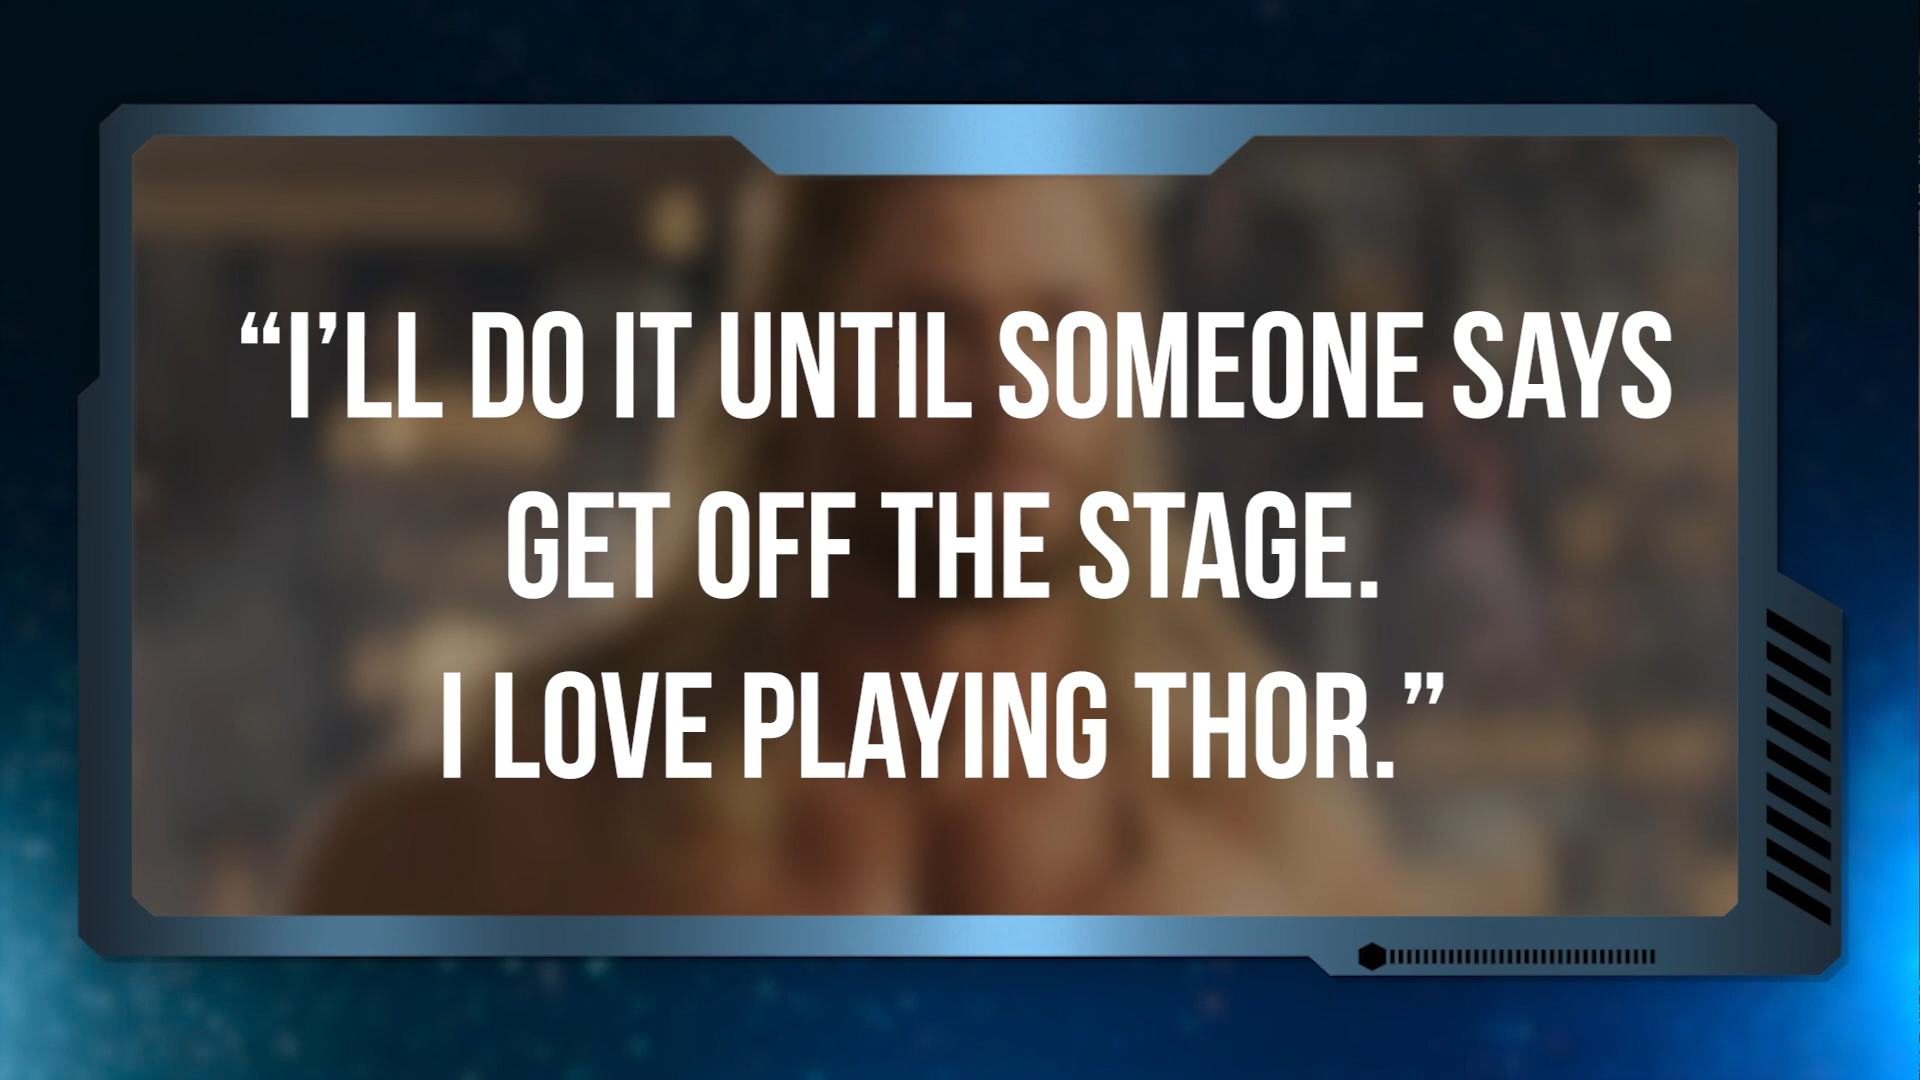 “I’LL DO IT UNTIL SOMEONE SAYS
GET OFF THE STAGE.
I LOVE PLAYING THOR.”